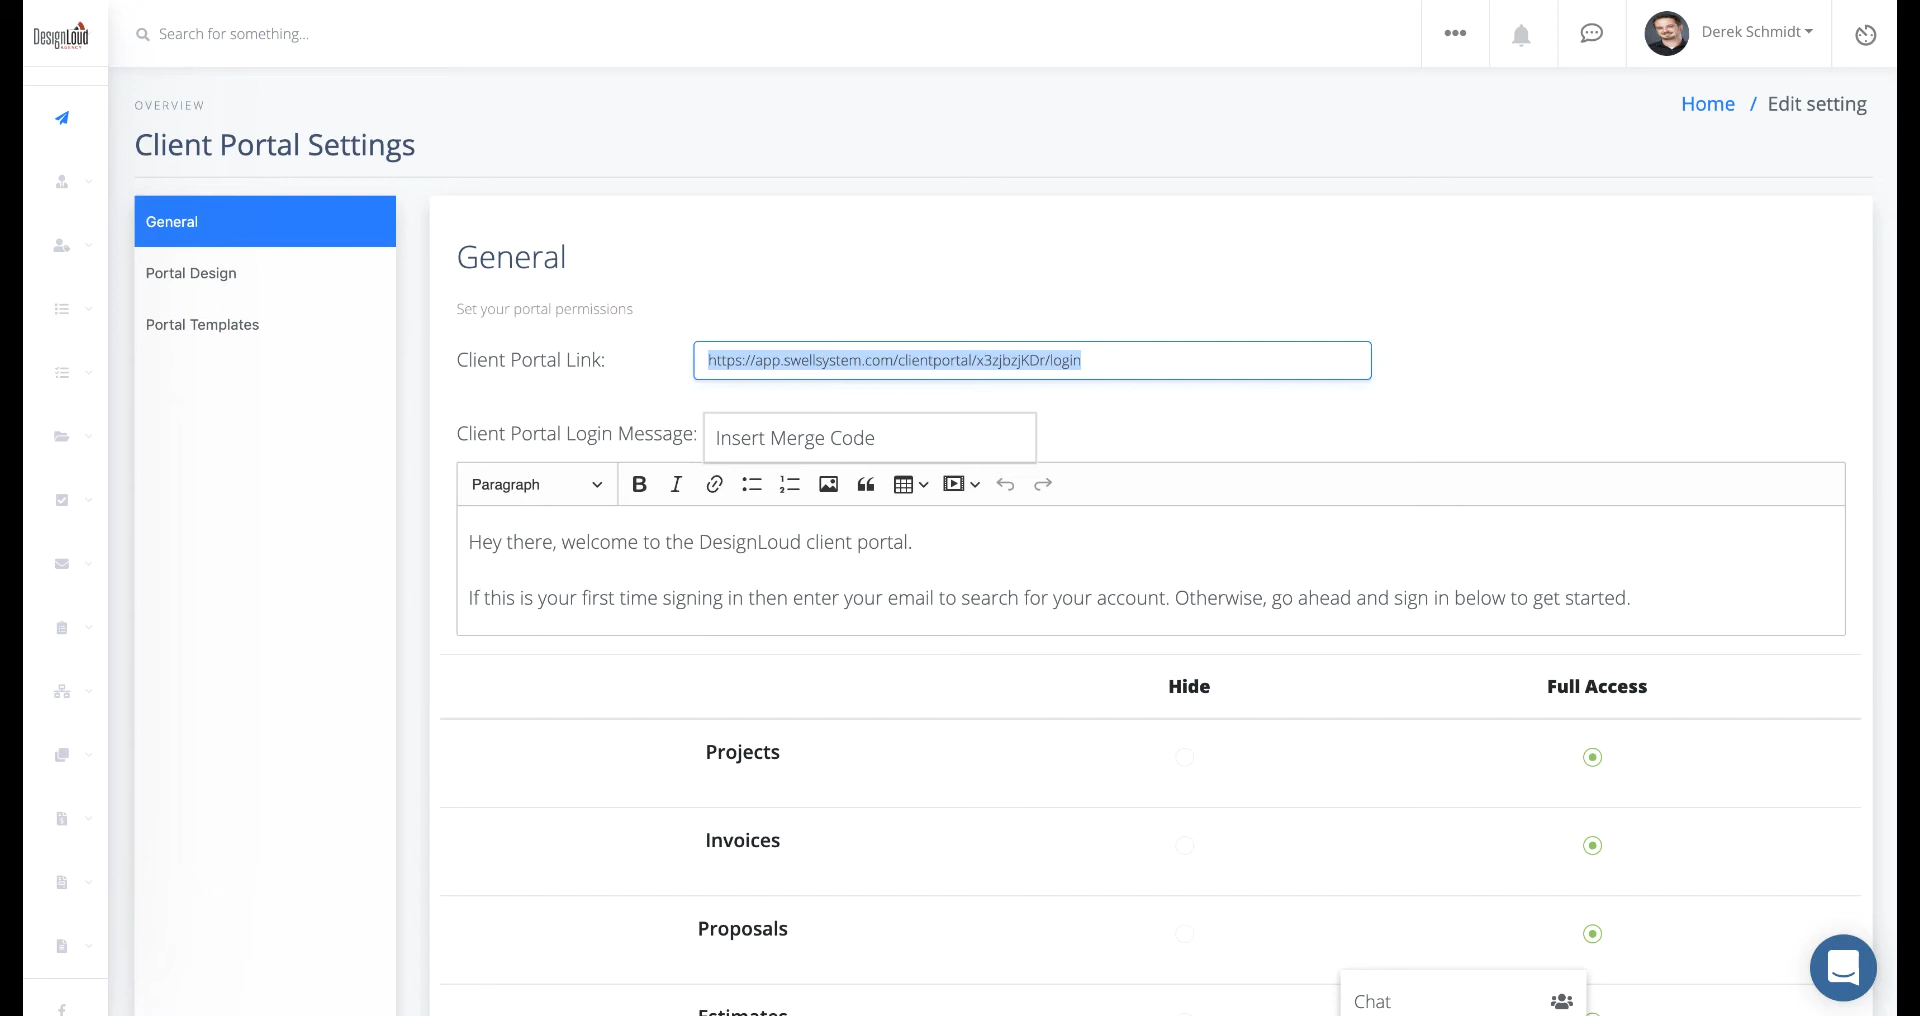 DesignLoud
AGENCY
Search for something...
Derek Schmidt
OVERVIEW
Client Portal Settings
Home / Edit setting
General
Portal Design
Portal Templates
General
Set your portal permissions
Client Portal Link:
https://app.swellsystem.com/clientportal/x3zjbzjKDr/login
Client Portal Login Message:
Insert Merge Code
Paragraph
Hey there, welcome to the DesignLoud client portal.
If this is your first time signing in then enter your email to search for your account. Otherwise, go ahead and sign in below to get started.
Hide Full Access
Projects
Invoices
Proposals
Estimates
Chat